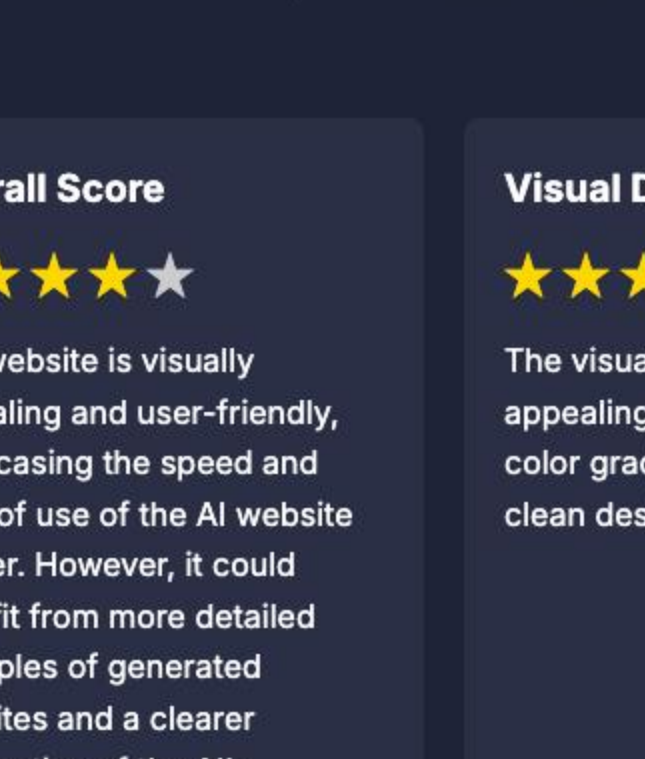 rall Score
Visual D
website is visually
aling and user-friendly,
casing the speed and
of use of the AI website
er. However, it could
fit from more detailed
ples of generated
ites and a clearer
The visua
appealing
color grad
clean des